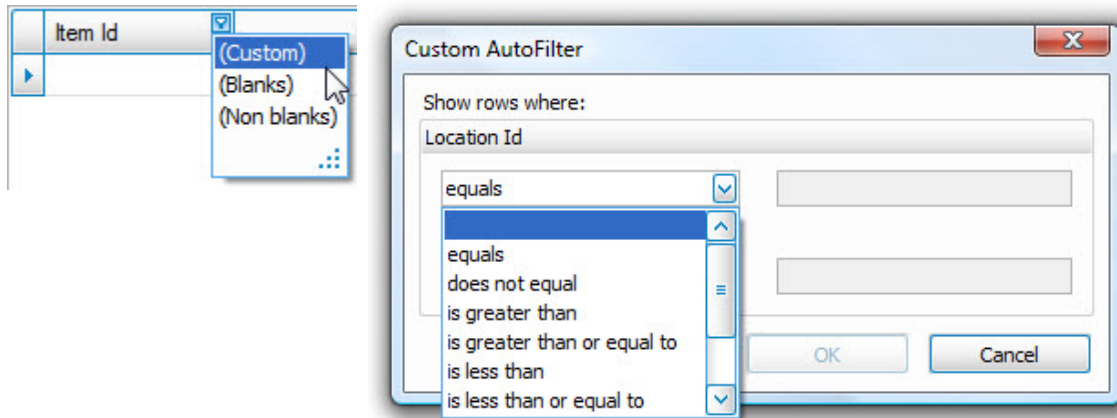 Item Id
(Custom)
(Blanks)
(Non blanks)
Custom AutoFilter
Show rows where:
Location Id
equals
equals
does not equal
is greater than
is greater than or equal to
is less than
is less than or equal to
OK
Cancel